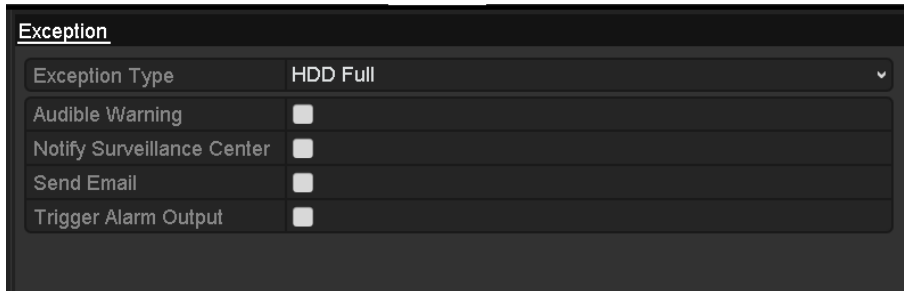 Exception
Exception Type HDD Full
Audible Warning
Notify Surveillance Center
Send Email
Trigger Alarm Output